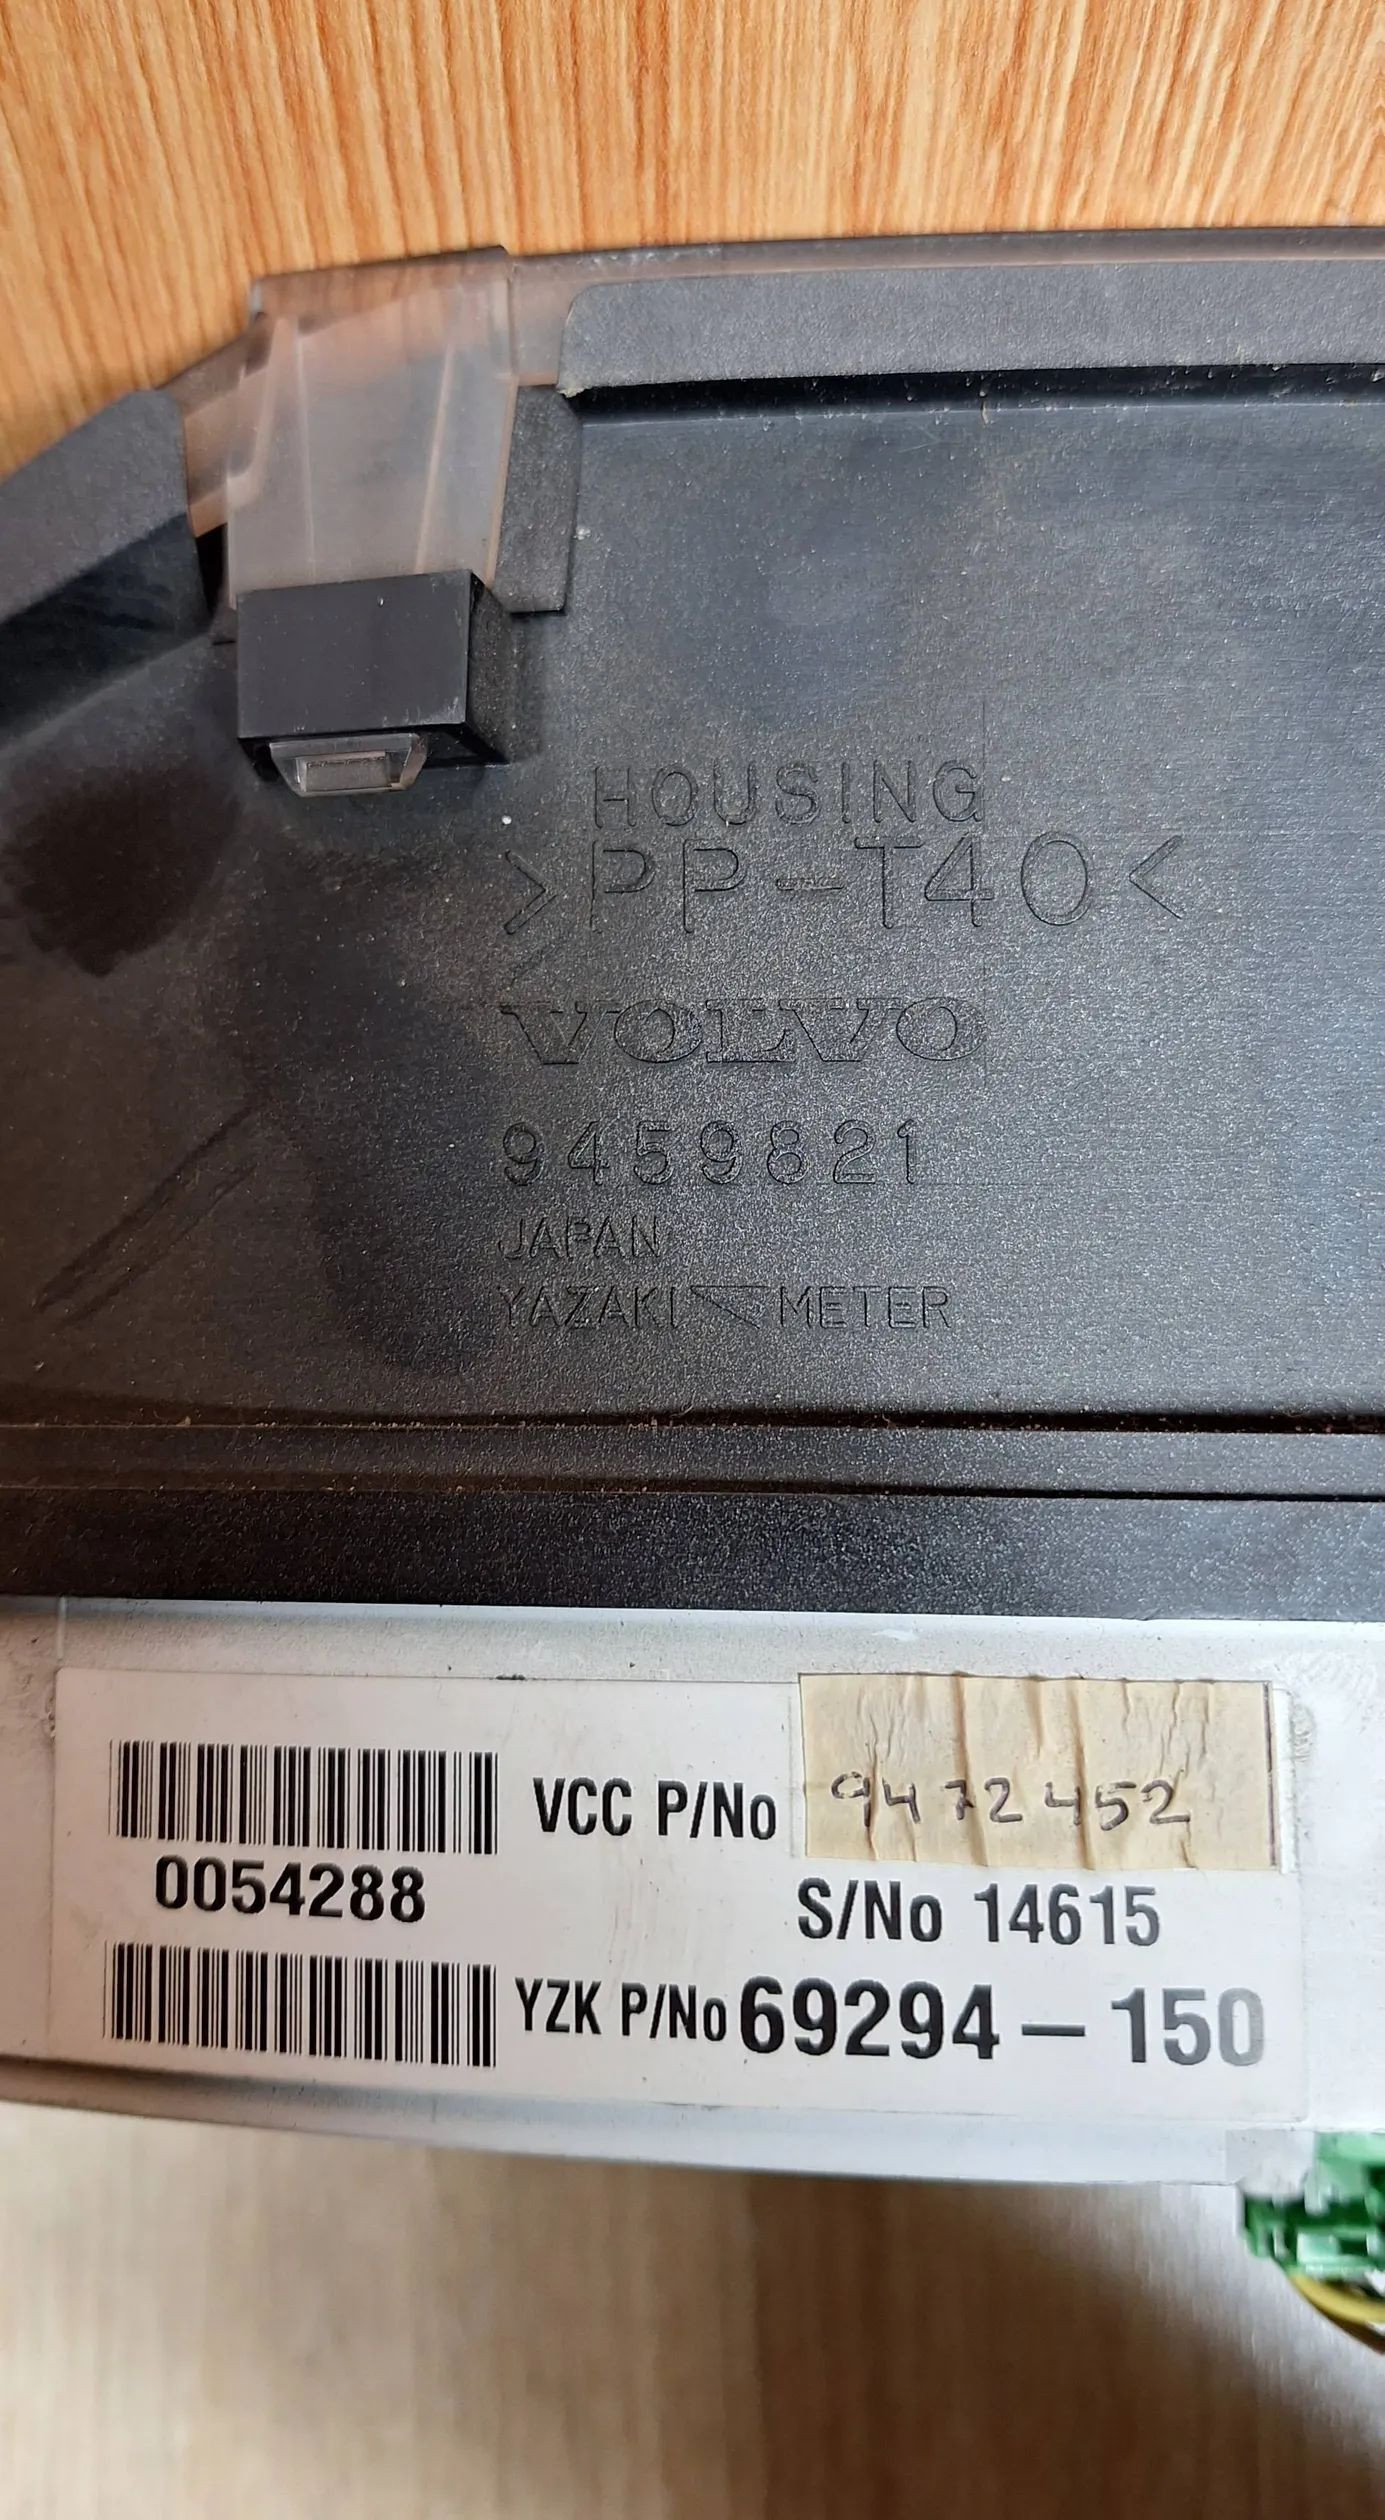 HOUSING
>PP-T40<
VOLVO
9459821
JAPAN
YAZAKI METER
VCC P/No 9472452
0054288
S/No 14615
YZK P/No 69294-150